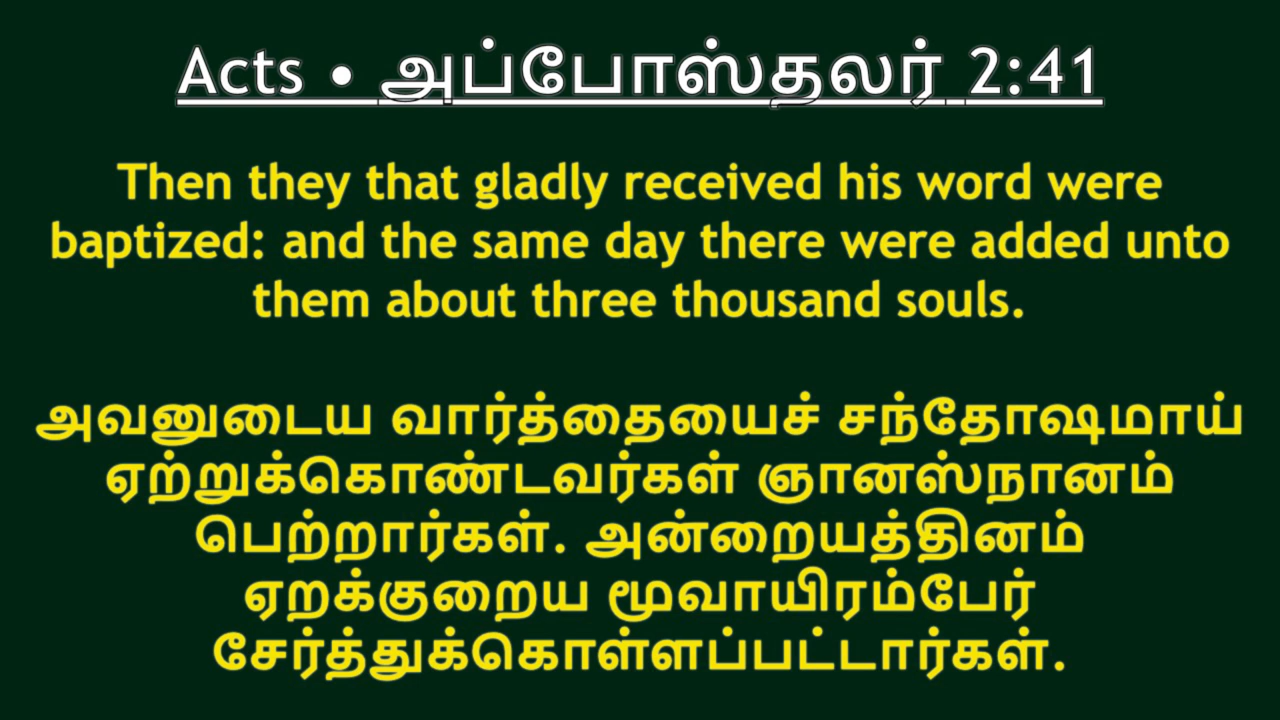 Acts • அப்போஸ்தலர் 2:41
Then they that gladly received his word were
baptized: and the same day there were added unto
them about three thousand souls.
அவனுடைய வார்த்தையைச் சந்தோஷமாய்
ஏற்றுக்கொண்டவர்கள் ஞானஸ்நானம்
பெற்றார்கள். அன்றையத்தினம்
ஏறக்குறைய மூவாயிரம்பேர்
சேர்த்துக்கொள்ளப்பட்டார்கள்.